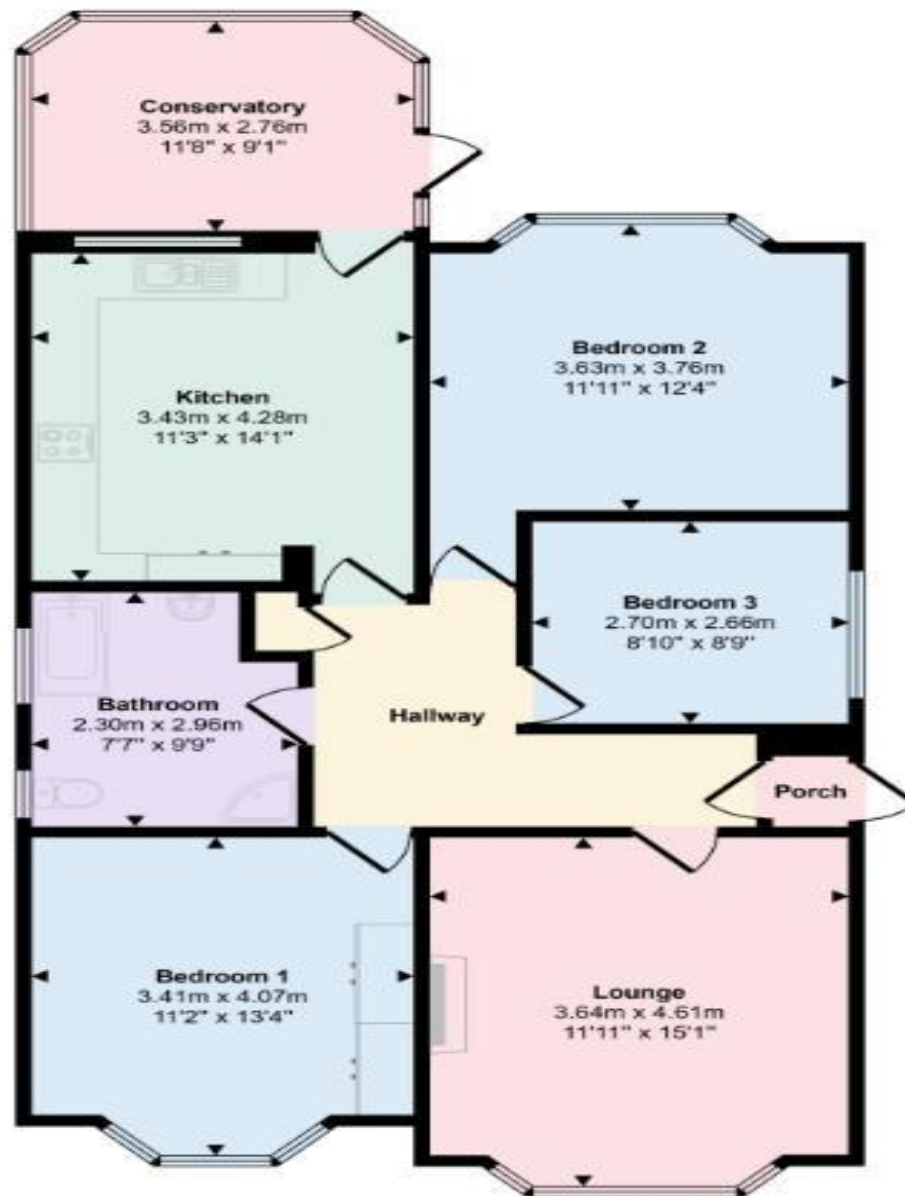 Conservatory
3.56m x 2.76m
11'8" x 9'1"
Bedroom 2
3.63m x 3.76m
11'11" x 12'4"
Kitchen
3.43m x 4.28m
11'3" x 14'1"
Bedroom 3
2.70m x 2.66m
8'10" x 8'9"
Bathroom
2.30m x 2.96m
7'7" x 9'9"
Hallway
Porch
Bedroom 1
3.41m x 4.07m
11'2" x 13'4"
Lounge
3.64m x 4.61m
11'11" x 15'1"